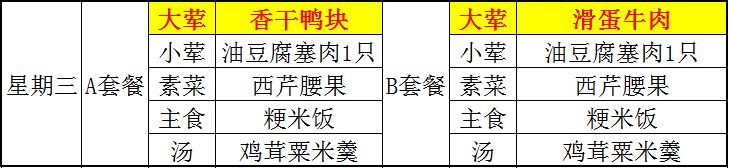 星期三 A套餐 大荤 香干鸭块 B套餐 大荤 滑蛋牛肉
小荤 油豆腐塞肉1只 小荤 油豆腐塞肉1只
素菜 西芹腰果 素菜 西芹腰果
主食 粳米饭 主食 粳米饭
汤 鸡茸粟米羹 汤 鸡茸粟米羹